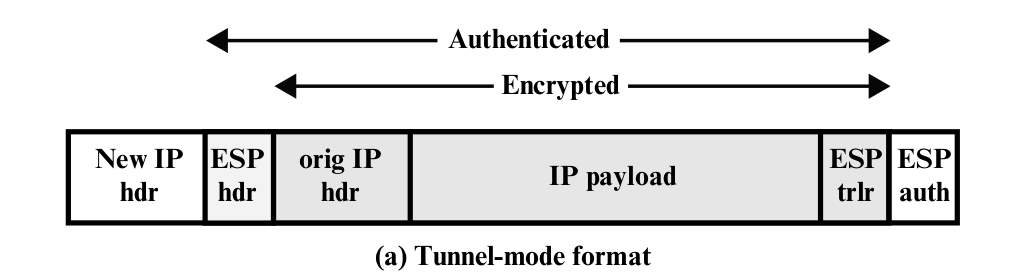 Authenticated
Encrypted
New IP hdr
ESP hdr
orig IP hdr
IP payload
ESP trlr
ESP auth
(a) Tunnel-mode format